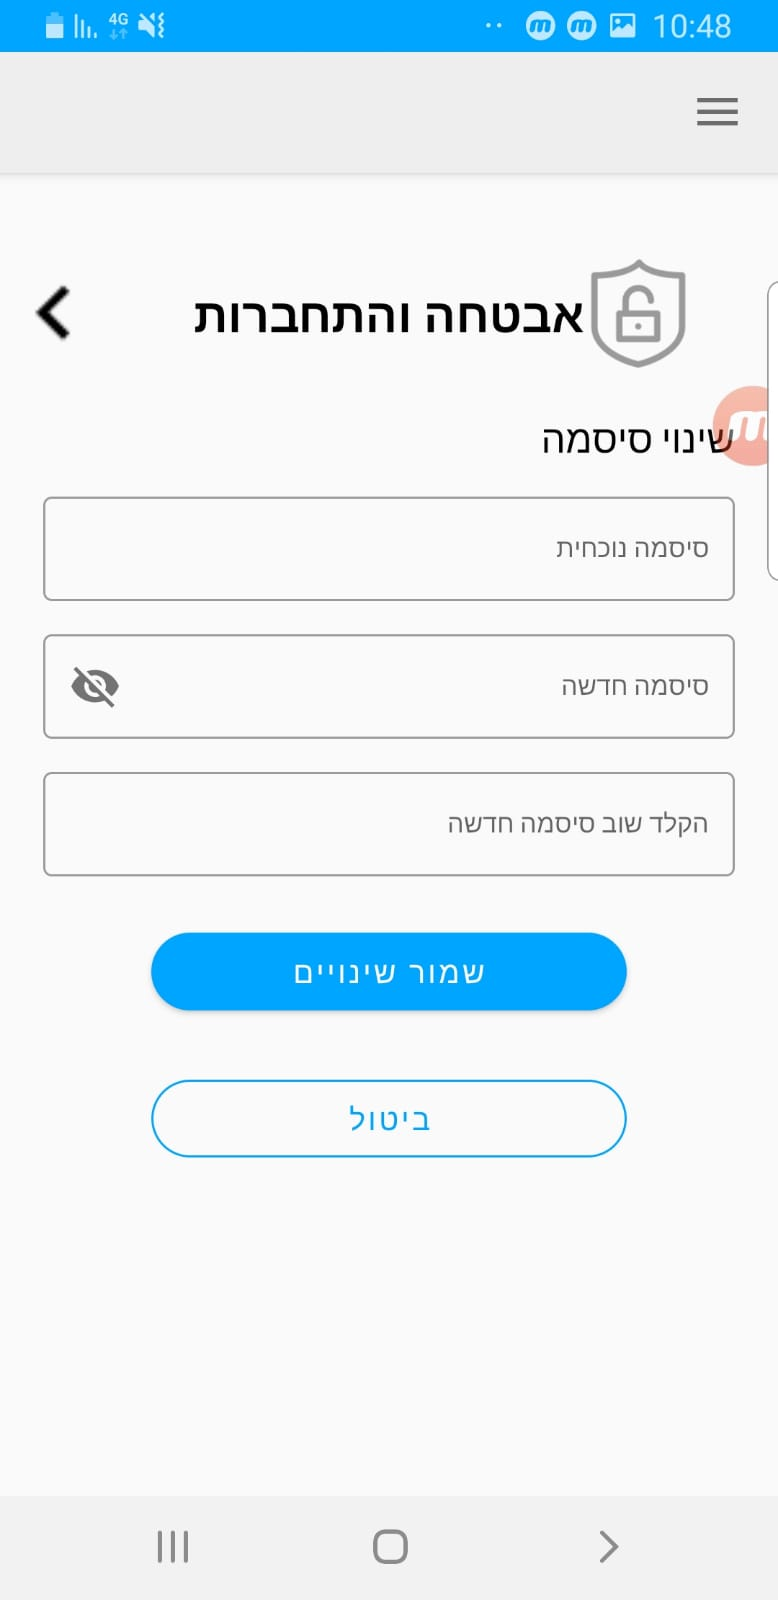 4G
10:48
אבטחה והתחברות
שינוי סיסמה
סיסמה נוכחית
סיסמה חדשה
הקלד שוב סיסמה חדשה
שמור שינויים
ביטול